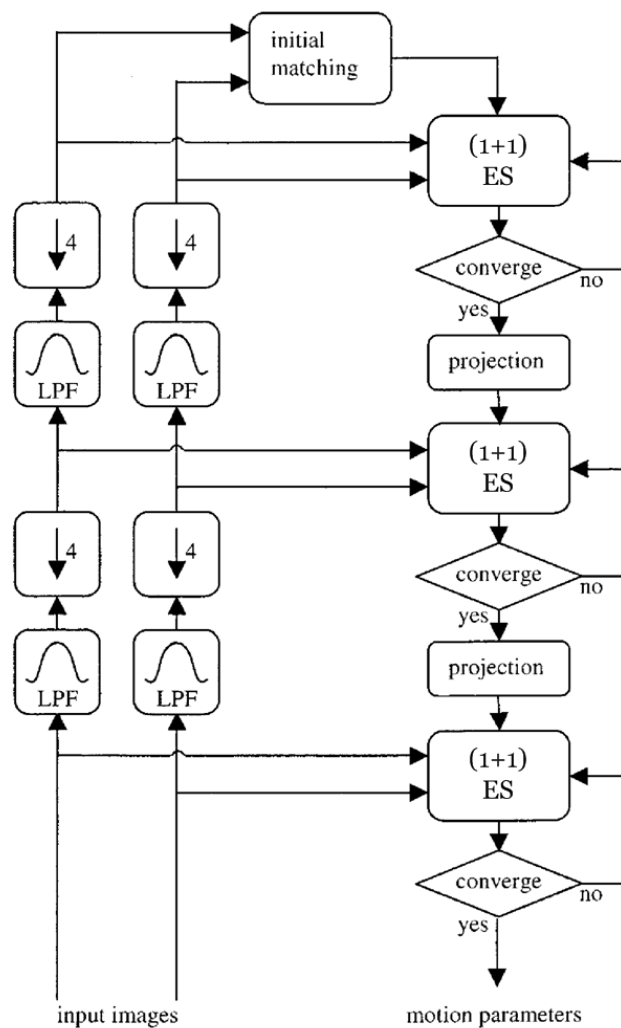 initial
matching
(1+1)
ES
4
4
converge
no
yes
LPF
LPF
projection
(1+1)
ES
4
4
converge
no
yes
LPF
LPF
projection
(1+1)
ES
converge
no
yes
input images
motion parameters